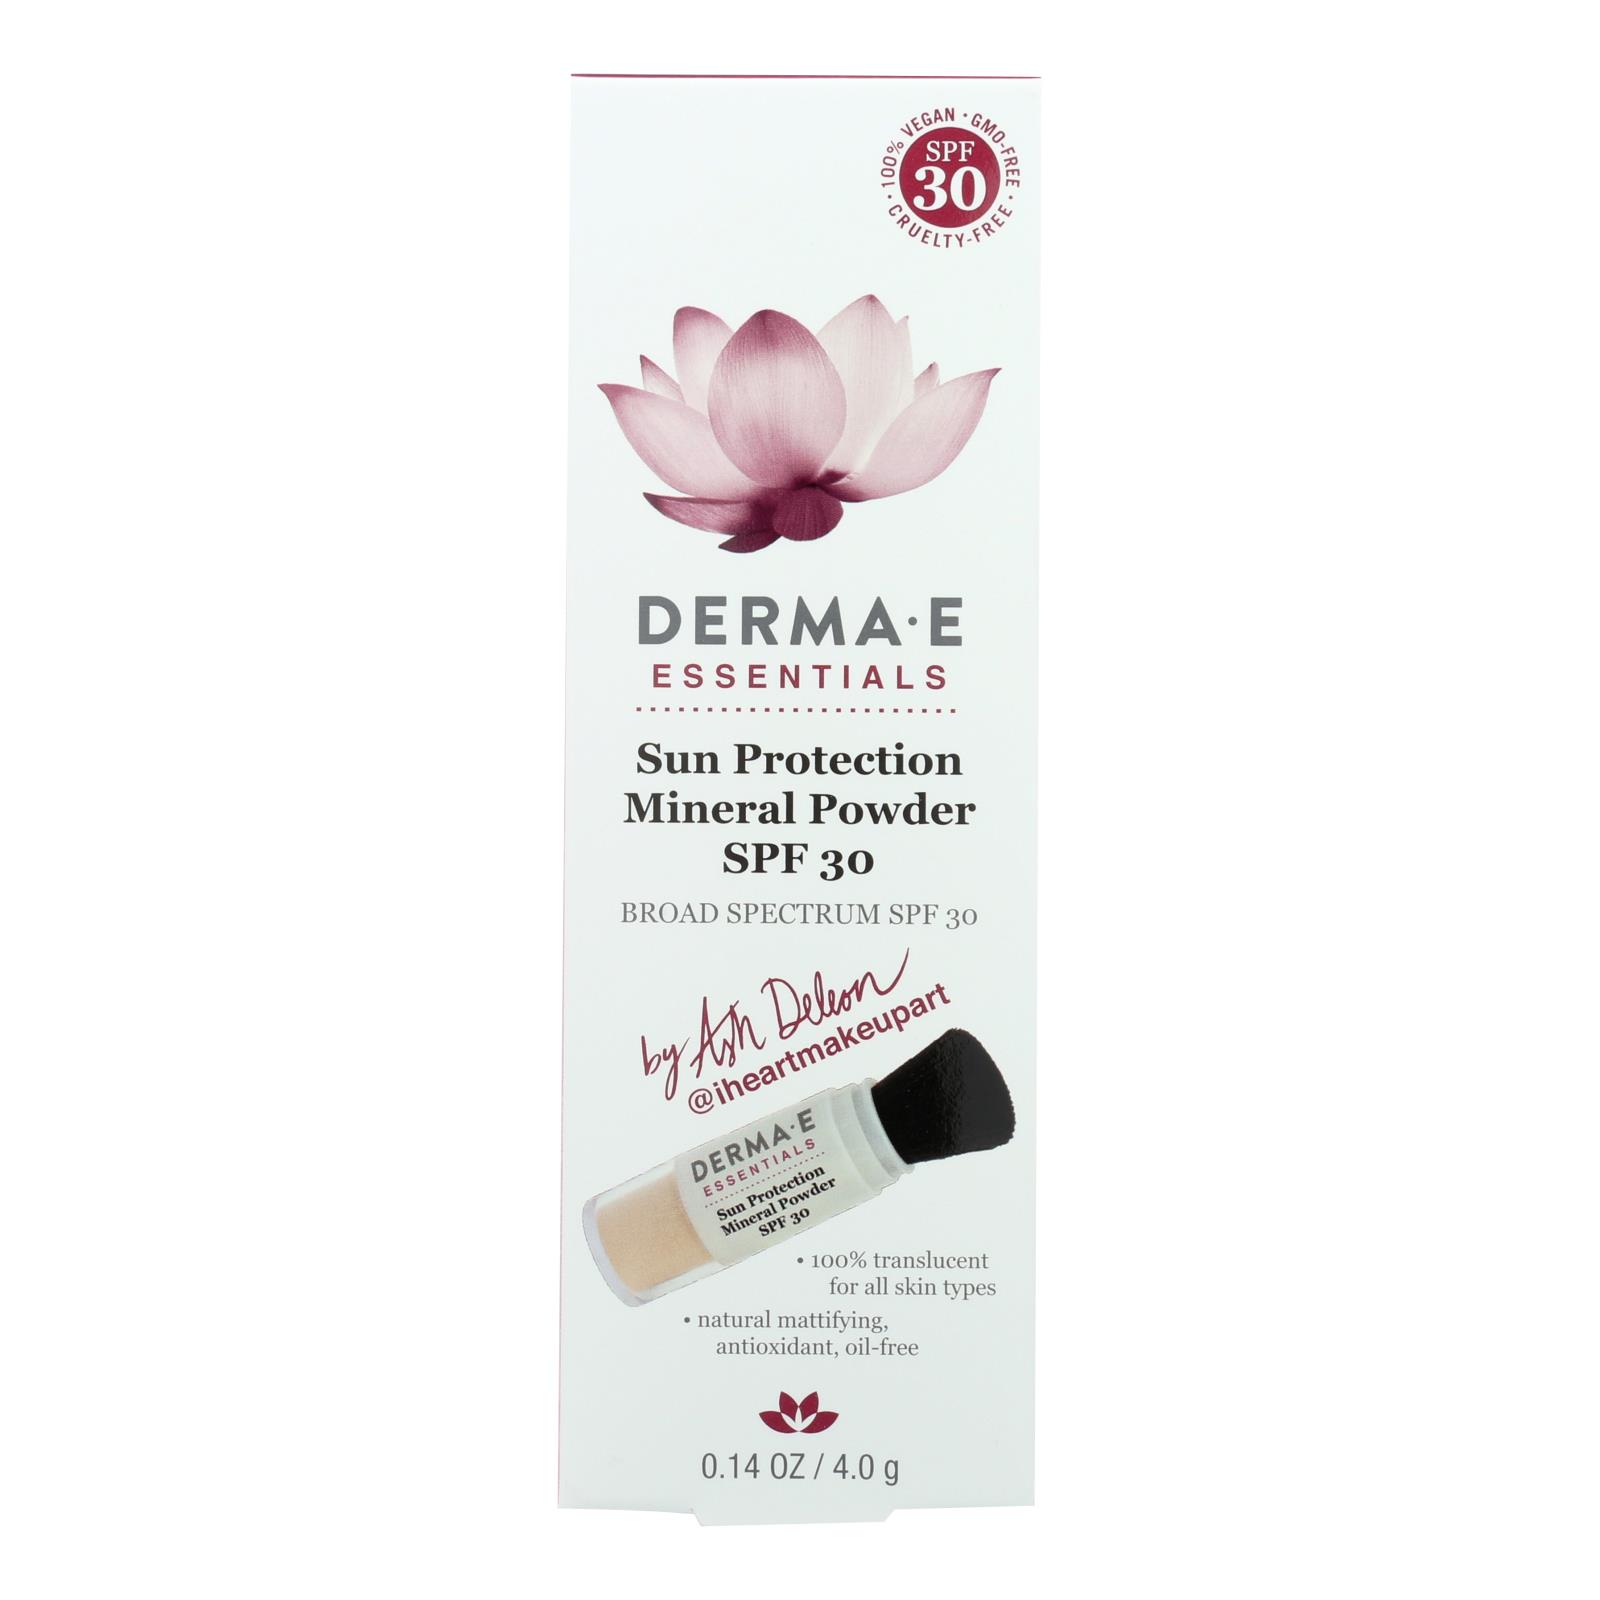 100% VEGAN · GMO-FREE · CRUELTY-FREE ·
SPF
30
DERMA·E
ESSENTIALS
Sun Protection
Mineral Powder
SPF 30
BROAD SPECTRUM SPF 30
by Ash Deleon
@iheartmakeupart
DERMA·E
ESSENTIALS
Sun Protection
Mineral Powder
SPF 30
• 100% translucent
for all skin types
• natural mattifying,
antioxidant, oil-free
0.14 OZ / 4.0 g